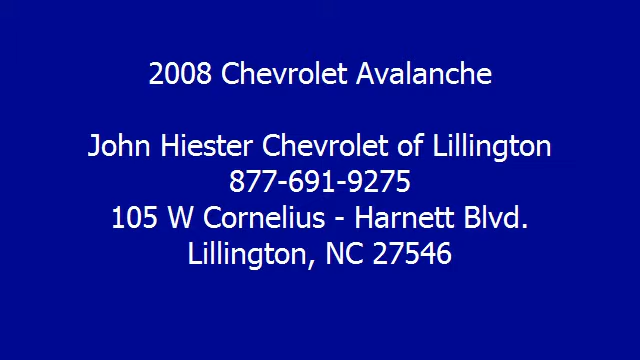 2008 Chevrolet Avalanche
John Hiester Chevrolet of Lillington
877-691-9275
105 W Cornelius - Harnett Blvd.
Lillington, NC 27546